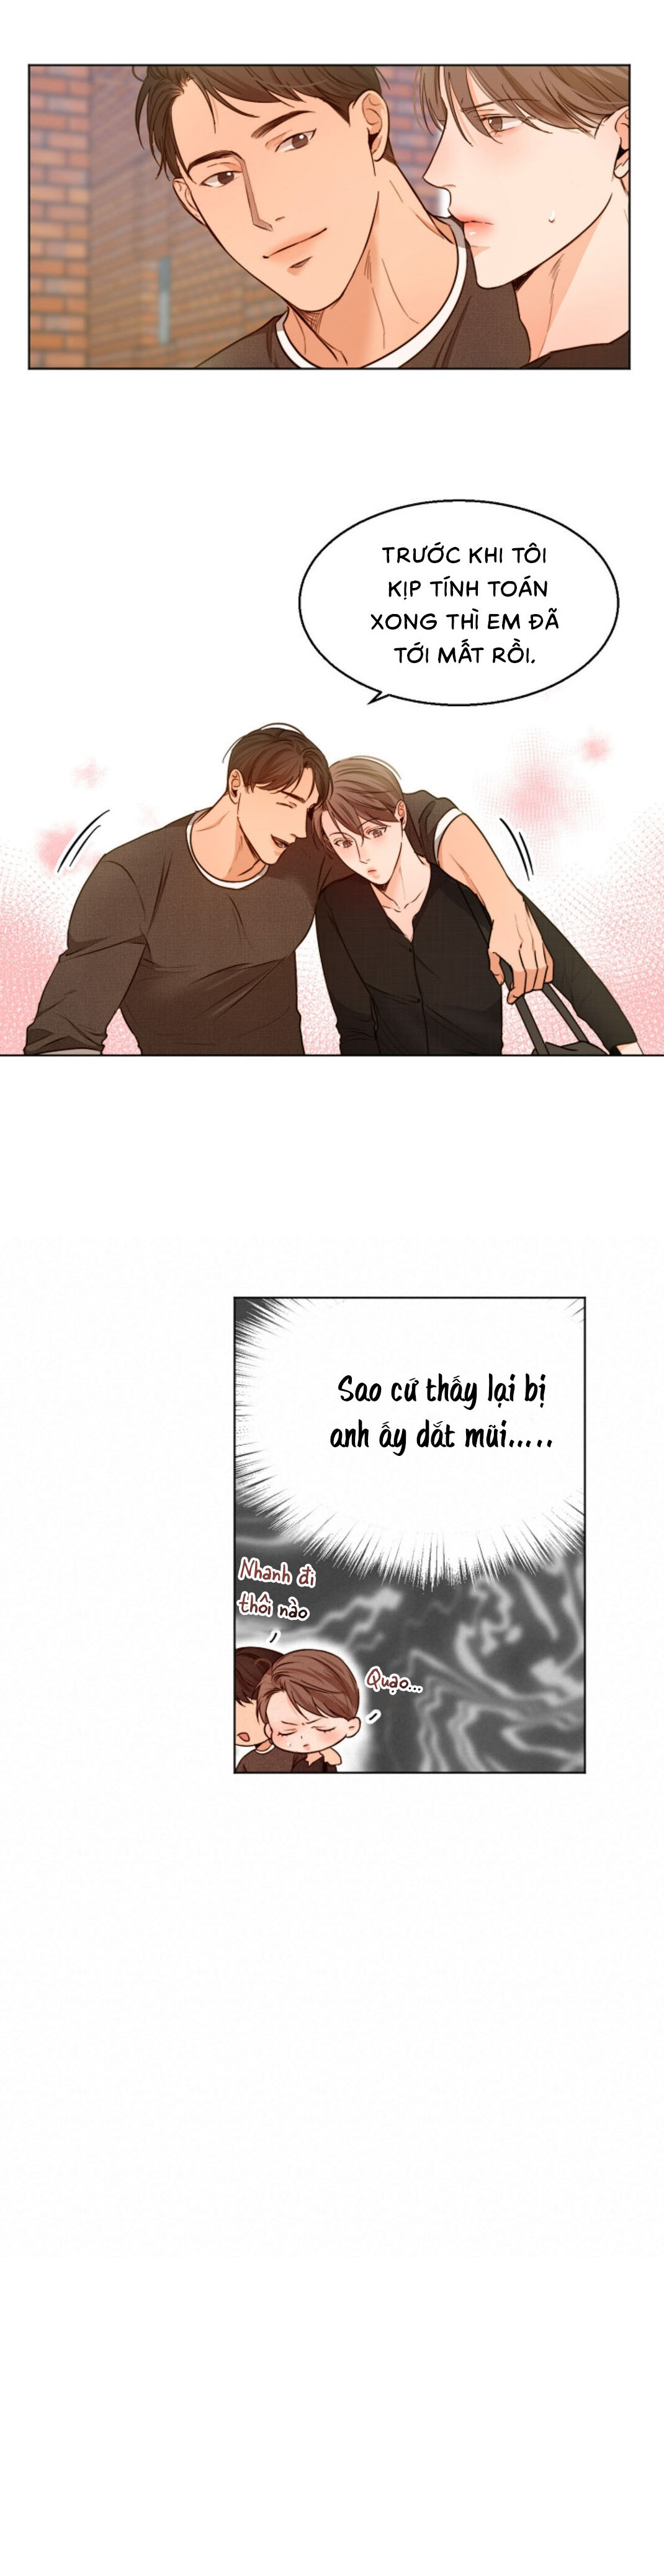 TRƯỚC KHI TÔI
KỊP TÍNH TOÁN
XONG THÌ EM ĐÃ
TỚI MẤT RỒI.
Sao cứ thấy lại bị
anh ấy dắt mũi.....
Nhanh đi
thôi nào
Quạo...